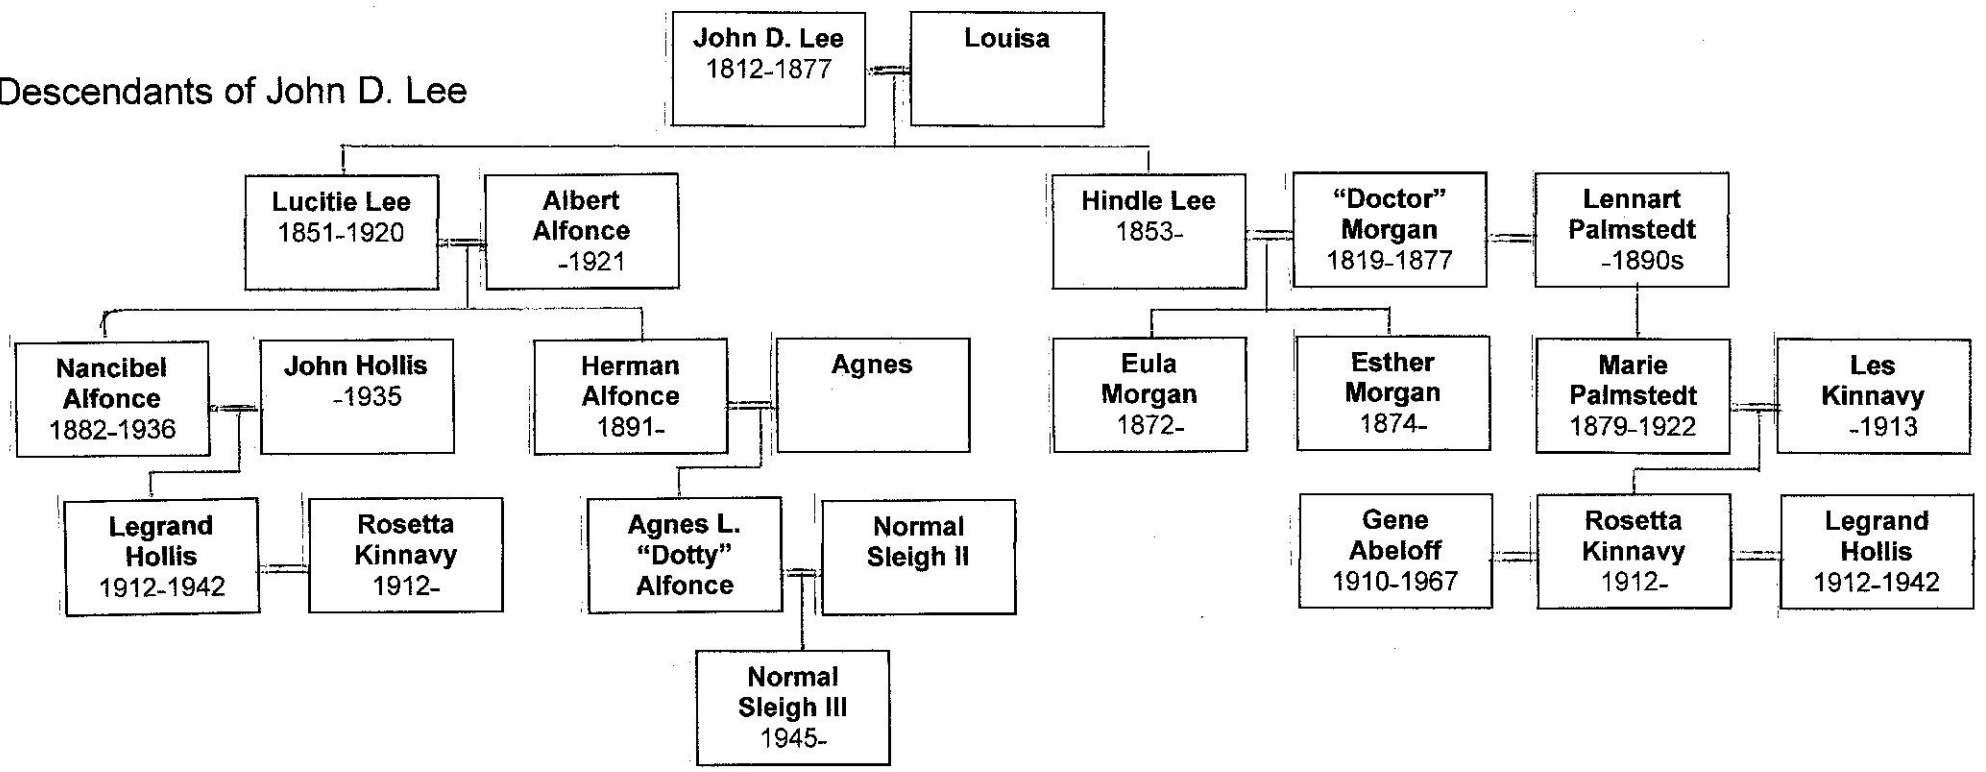 John D. Lee
1812-1877
Louisa
Descendants of John D. Lee
Lucitie Lee
1851-1920
Albert
Alfonce
-1921
Hindle Lee
1853-
“Doctor”
Morgan
1819-1877
Lennart
Palmstedt
-1890s
Nancibel
Alfonce
1882-1936
John Hollis
-1935
Herman
Alfonce
1891-
Agnes
Eula
Morgan
1872-
Esther
Morgan
1874-
Marie
Palmstedt
1879-1922
Les
Kinnavy
-1913
Legrand
Hollis
1912-1942
Rosetta
Kinnavy
1912-
Agnes L.
“Dotty”
Alfonce
Normal
Sleigh II
Gene
Abeloff
1910-1967
Rosetta
Kinnavy
1912-
Legrand
Hollis
1912-1942
Normal
Sleigh III
1945-